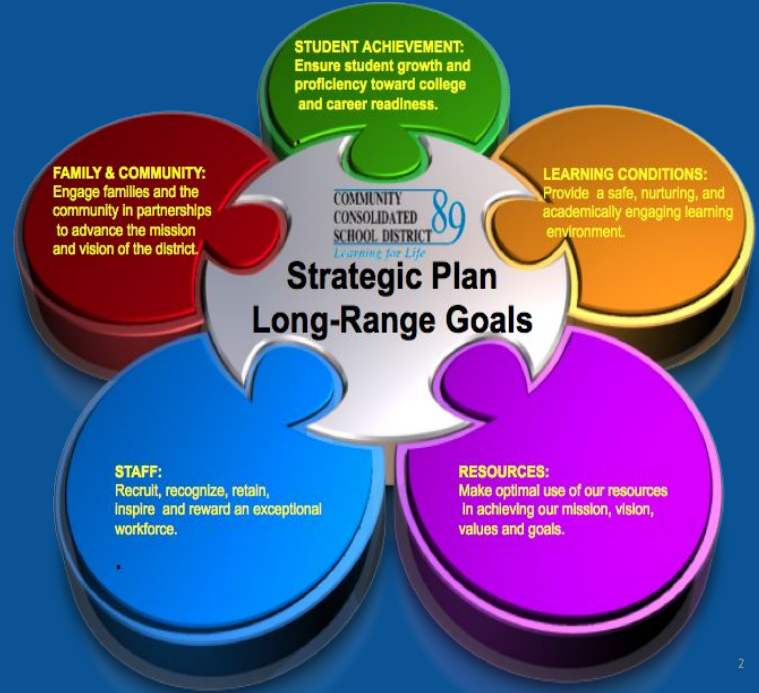 STUDENT ACHIEVEMENT:
Ensure student growth and
proficiency toward college
and career readiness.
FAMILY & COMMUNITY:
Engage families and the
community in partnerships
to advance the mission
and vision of the district.
LEARNING CONDITIONS:
Provide a safe, nurturing, and
academically engaging learning
environment.
COMMUNITY
CONSOLIDATED
SCHOOL DISTRICT 89
Learning for Life
Strategic Plan
Long-Range Goals
STAFF:
Recruit, recognize, retain,
inspire and reward an exceptional
workforce.
.
RESOURCES:
Make optimal use of our resources
in achieving our mission, vision,
values and goals.
2